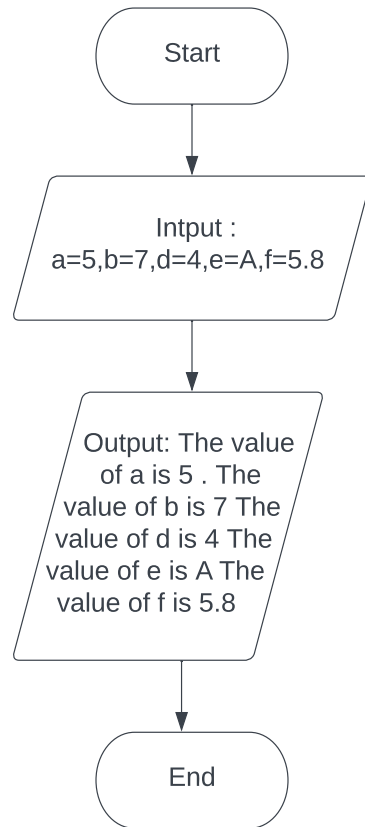 Start
Intput :
a=5,b=7,d=4,e=A,f=5.8
Output: The value
of a is 5 . The
value of b is 7 The
value of d is 4 The
value of e is A The
value of f is 5.8
End